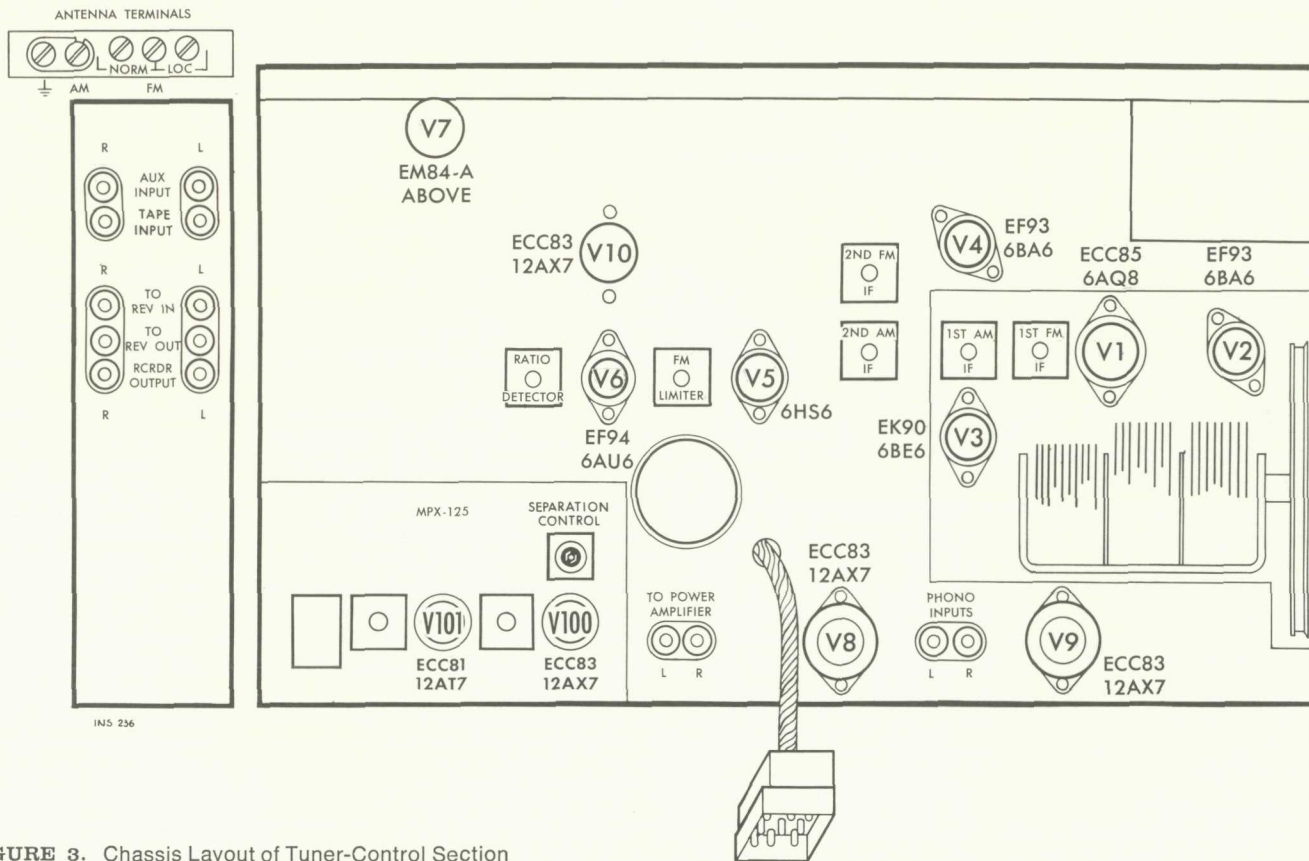 ANTENNA TERMINALS
NORM LOC
AM FM
R L
AUX
INPUT
TAPE
INPUT
R L
TO
REV IN
TO
REV OUT
RCRDR
OUTPUT
R L
INS 236
V7
EM84-A
ABOVE
ECC83
12AX7
V10
2ND FM
IF
V4
EF93
6BA6
ECC85
6AQ8
EF93
6BA6
RATIO
DETECTOR
V6
EF94
6AU6
FM
LIMITER
V5
6HS6
2ND AM
IF
1ST AM
IF
1ST FM
IF
V1
V2
EK90
6BE6
V3
MPX-125
SEPARATION
CONTROL
V101
ECC81
12AT7
V100
ECC83
12AX7
TO POWER
AMPLIFIER
L R
ECC83
12AX7
V8
PHONO
INPUTS
L R
V9
ECC83
12AX7
GURE 3. Chassis Layout of Tuner-Control Section